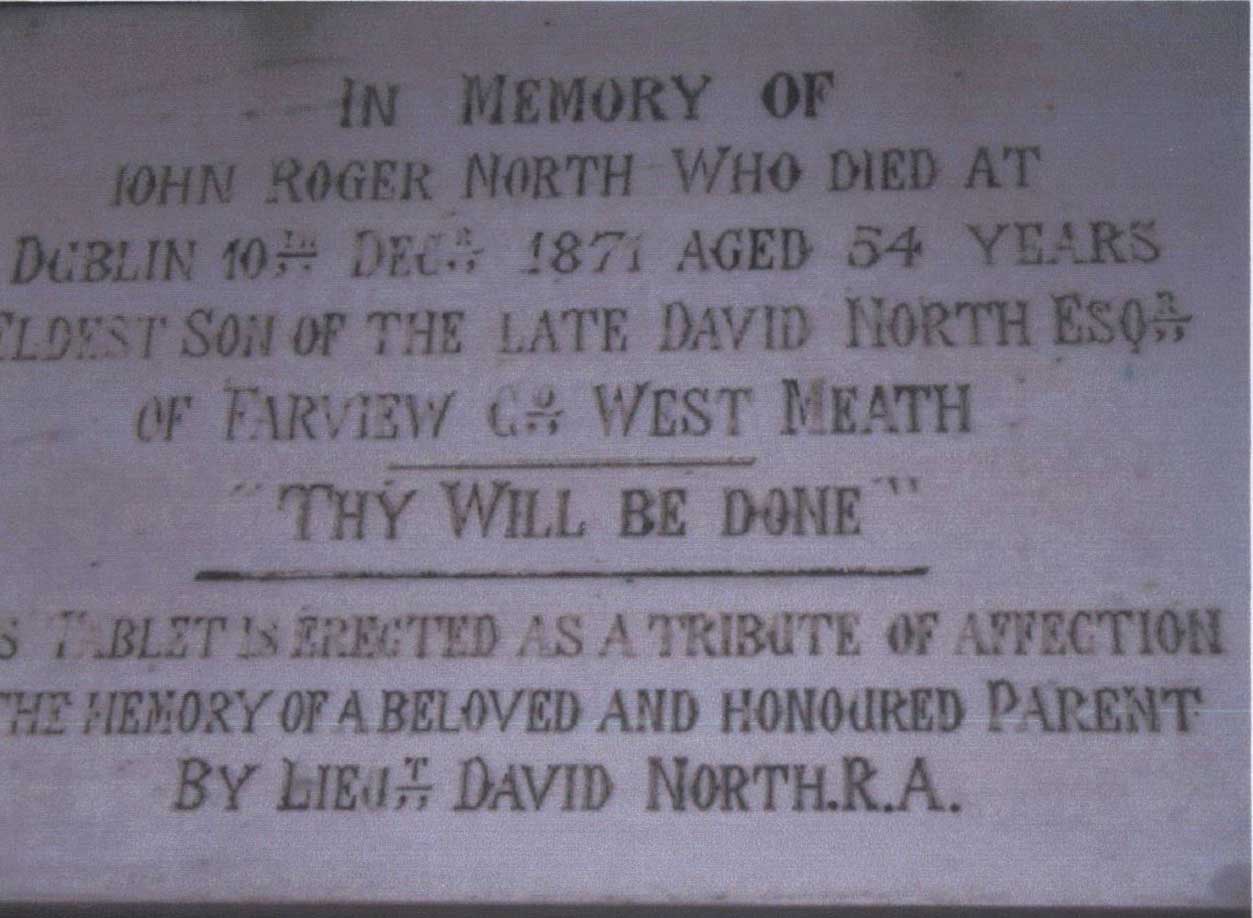 IN MEMORY OF
JOHN ROGER NORTH WHO DIED AT
DUBLIN 10TH DECR 1871 AGED 54 YEARS
ELDEST SON OF THE LATE DAVID NORTH ESQR
OF FARVIEW CO WEST MEATH
"THY WILL BE DONE"
S TABLET IS ERECTED AS A TRIBUTE OF AFFECTION
THE MEMORY OF A BELOVED AND HONOURED PARENT
BY LIEUT DAVID NORTH.R.A.